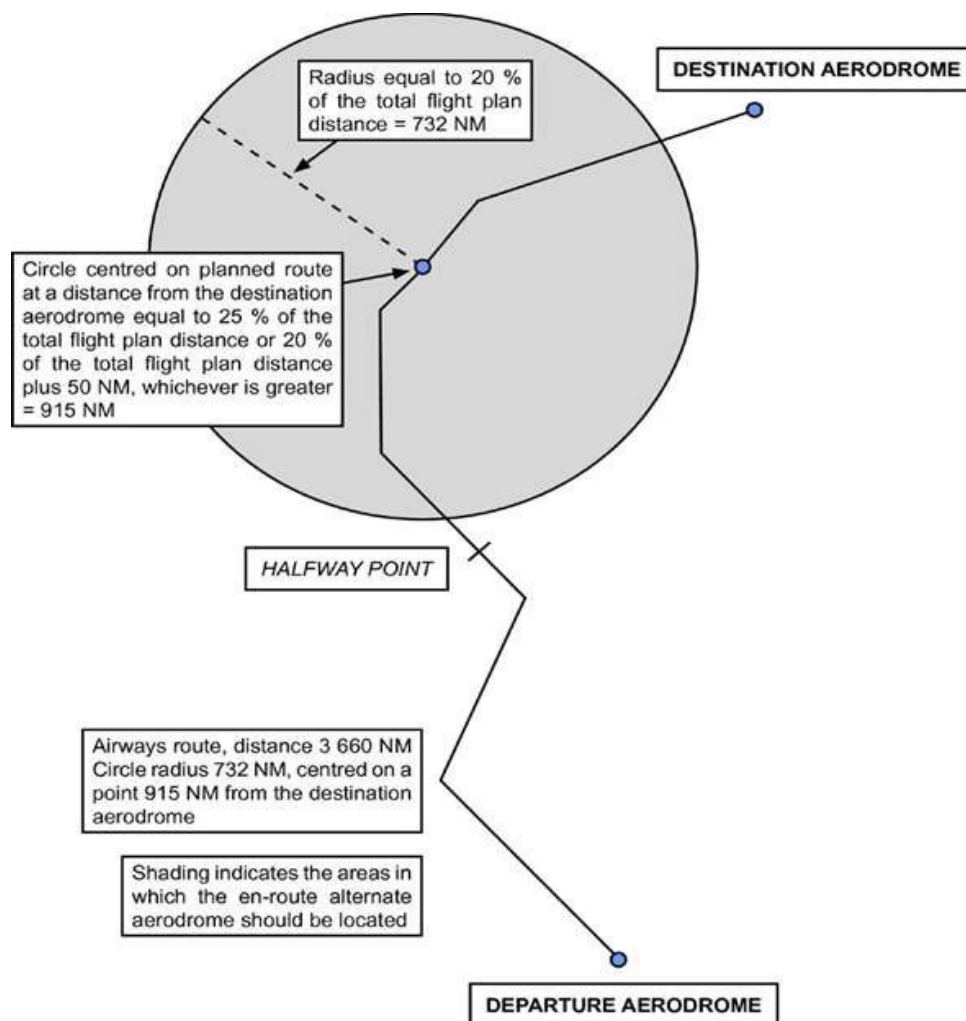 Radius equal to 20 %
of the total flight plan
distance = 732 NM
DESTINATION AERODROME
Circle centred on planned route
at a distance from the destination
aerodrome equal to 25 % of the
total flight plan distance or 20 %
of the total flight plan distance
plus 50 NM, whichever is greater
= 915 NM
HALFWAY POINT
Airways route, distance 3 660 NM
Circle radius 732 NM, centred on a
point 915 NM from the destination
aerodrome
Shading indicates the areas in
which the en-route alternate
aerodrome should be located
DEPARTURE AERODROME